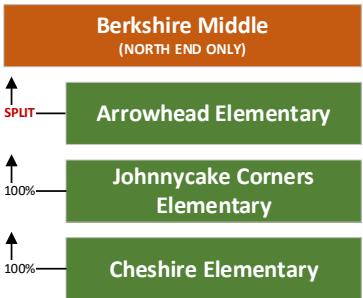 Berkshire Middle
(NORTH END ONLY)
SPLIT
Arrowhead Elementary
100%
Johnnycake Corners
Elementary
100%
Cheshire Elementary